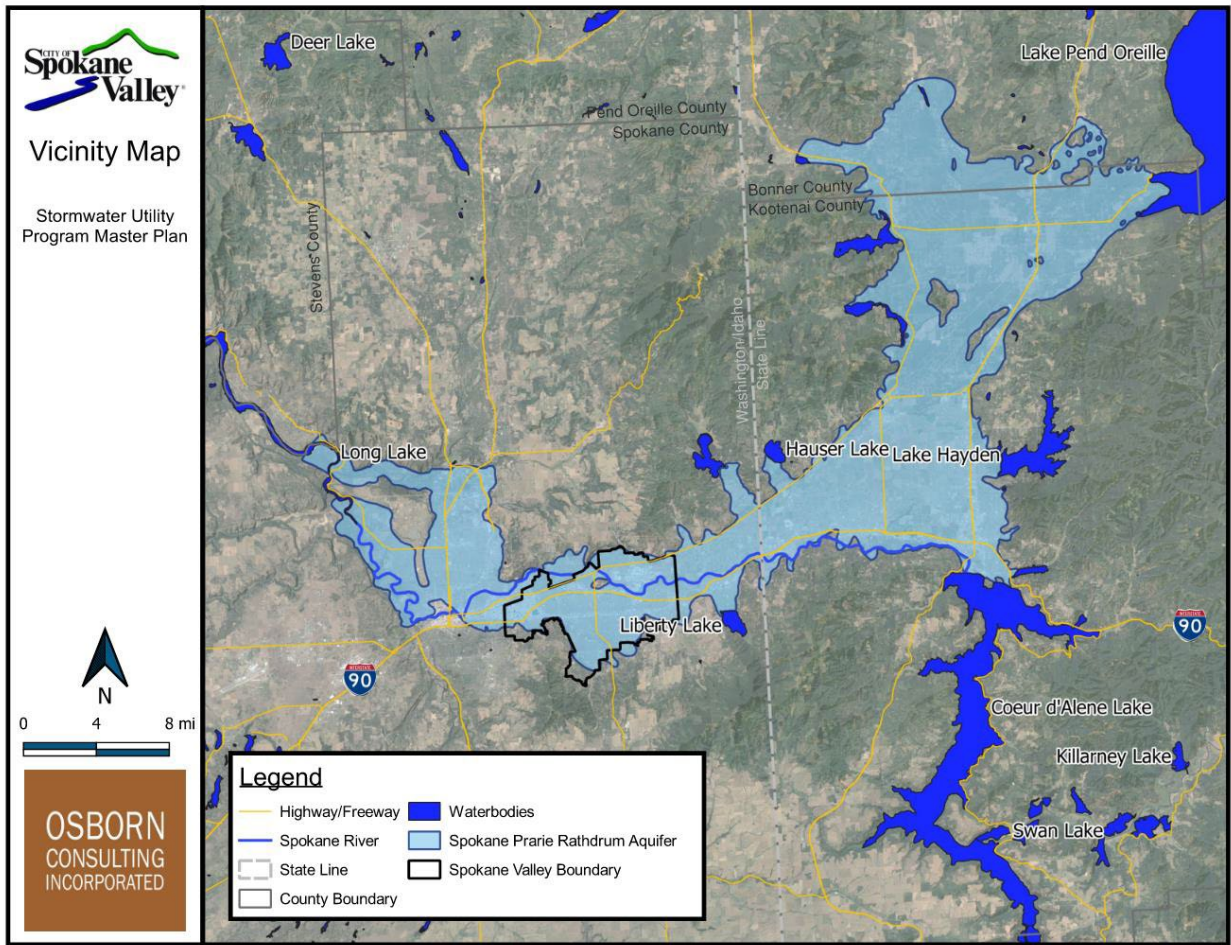 CITY OF
Spokane
Valley®
Vicinity Map
Stormwater Utility
Program Master Plan
N
0 4 8 mi
OSBORN
CONSULTING
INCORPORATED
Deer Lake
Lake Pend Oreille
Pend Oreille County
Spokane County
Stevens County
Bonner County
Kootenai County
Washington/Idaho
State Line
Long Lake
Hauser Lake
Lake Hayden
Liberty Lake
INTERSTATE
90
INTERSTATE
90
Coeur d'Alene Lake
Killarney Lake
Swan Lake
Legend
Highway/Freeway
Spokane River
State Line
County Boundary
Waterbodies
Spokane Prarie Rathdrum Aquifer
Spokane Valley Boundary